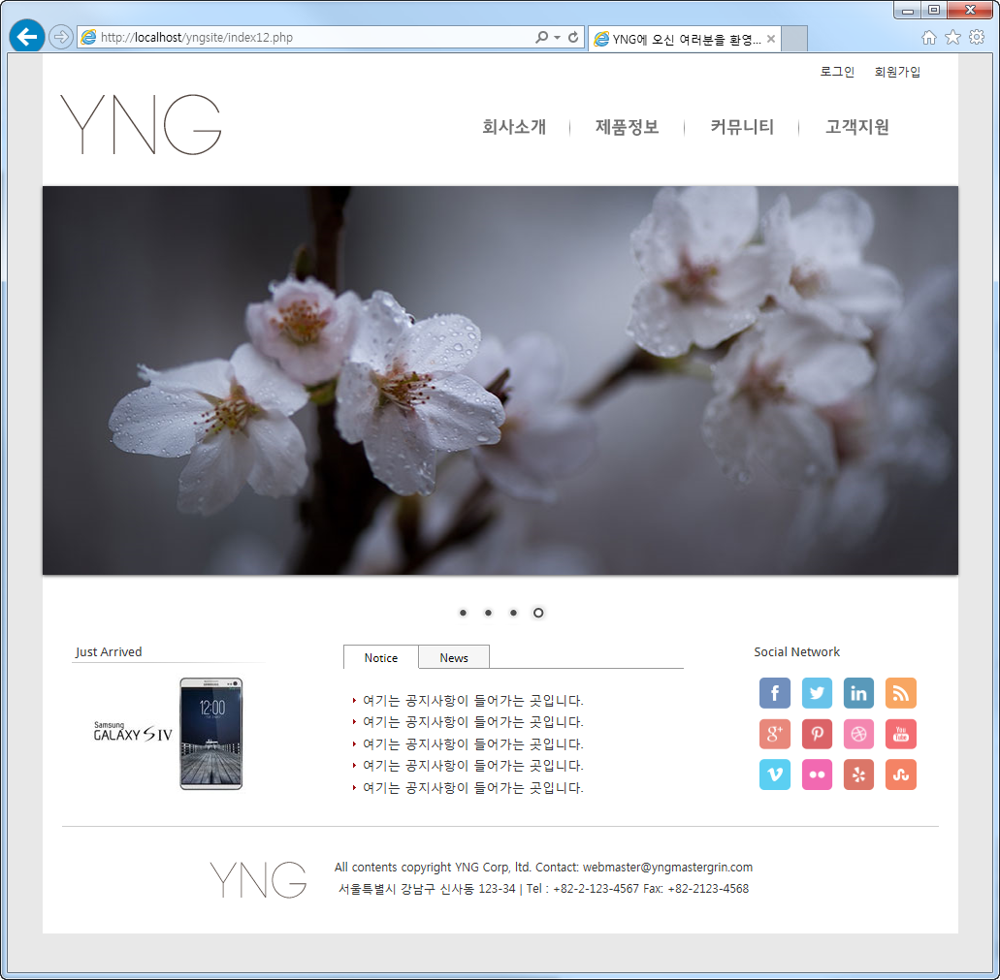 http://localhost/yngsite/index12.php
YNG에 오신 여러분을 환영...
로그인 회원가입
YNG
회사소개 제품정보 커뮤니티 고객지원
Just Arrived
Notice News
Social Network
Samsung
GALAXY S IV
12:00
여기는 공지사항이 들어가는 곳입니다.
여기는 공지사항이 들어가는 곳입니다.
여기는 공지사항이 들어가는 곳입니다.
여기는 공지사항이 들어가는 곳입니다.
여기는 공지사항이 들어가는 곳입니다.
f in
g+ You Tube
YNG
All contents copyright YNG Corp, ltd. Contact: webmaster@yngmastergrin.com
서울특별시 강남구 신사동 123-34 | Tel : +82-2-123-4567 Fax: +82-2123-4568